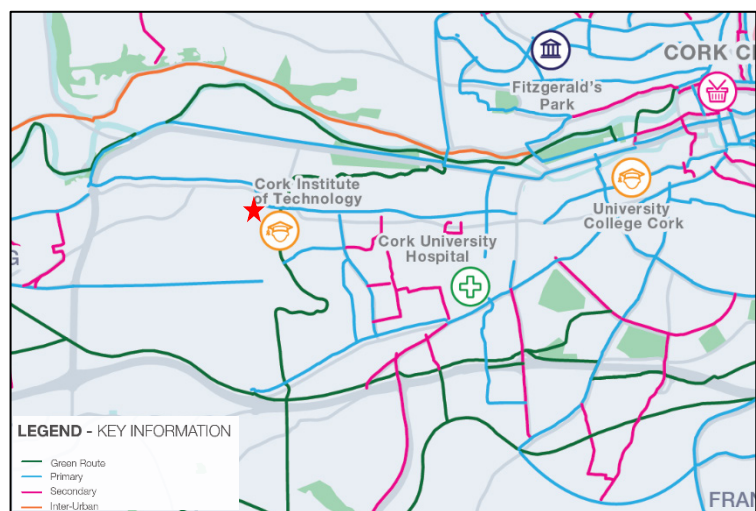 CORK CI
Fitzgerald's
Park
Cork Institute
of Technology
University
College Cork
Cork University
Hospital
G
LEGEND - KEY INFORMATION
Green Route
Primary
Secondary
Inter-Urban
FRAN